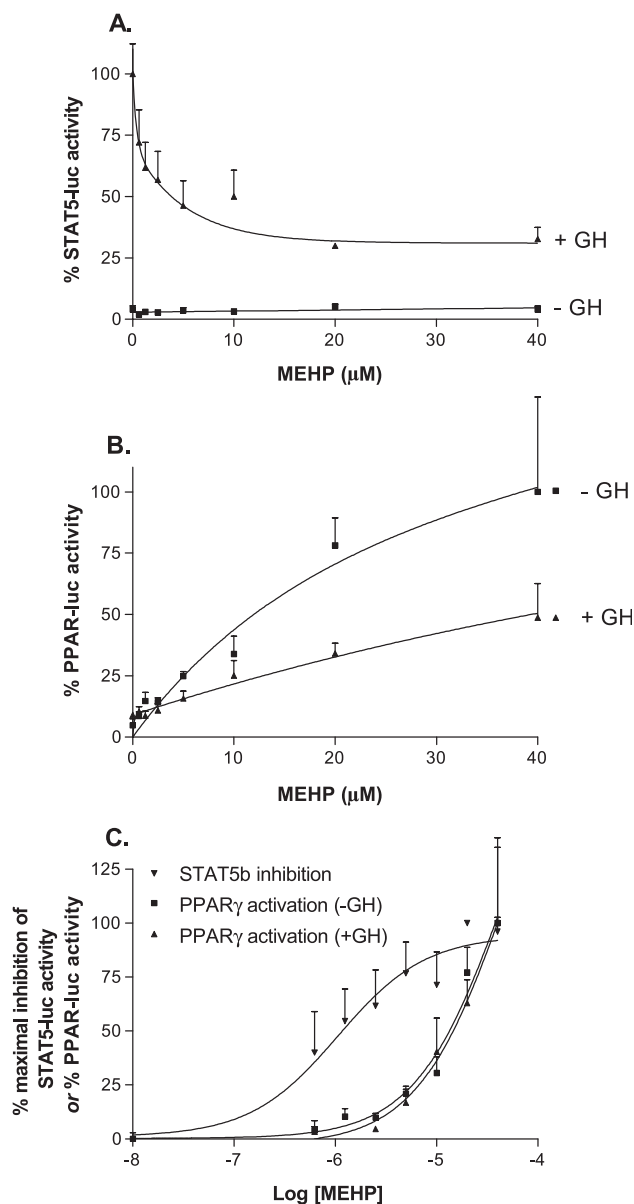 A.
% STAT5-luc activity
100
75
50
25
0
0 10 20 30 40
+ GH
- GH
MEHP (μM)
B.
% PPAR-luc activity
100
75
50
25
0
0 10 20 30 40
- GH
+ GH
MEHP (μM)
C.
% maximal inhibition of
STAT5-luc activity
or % PPAR-luc activity
125
100
75
50
25
0
STAT5b inhibition
PPARγ activation (-GH)
PPARγ activation (+GH)
-8 -7 -6 -5 -4
Log [MEHP]